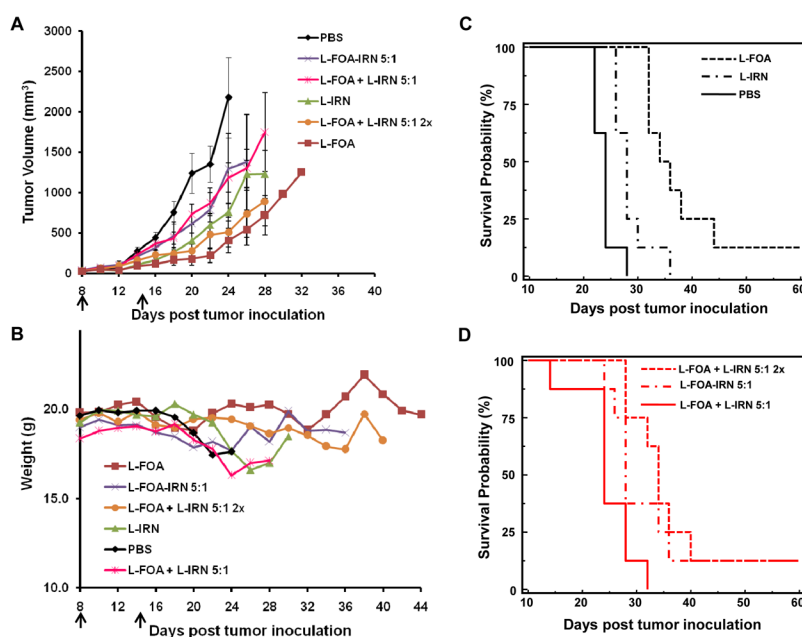 A
Tumor Volume (mm³)
3000
2500
2000
1500
1000
500
0
8
12
16
20
24
28
32
36
40
Days post tumor inoculation
PBS
L-FOA-IRN 5:1
L-FOA + L-IRN 5:1
L-IRN
L-FOA + L-IRN 5:1 2x
L-FOA
B
Weight (g)
20.0
18.0
15.0
10.0
L-FOA
L-FOA-IRN 5:1
L-FOA + L-IRN 5:1 2x
L-IRN
PBS
L-FOA + L-IRN 5:1
8
12
16
20
24
28
32
36
40
44
Days post tumor inoculation
C
Survival Probability (%)
100
75
50
25
0
10
20
30
40
50
60
Days post tumor inoculation
L-FOA
L-IRN
PBS
D
Survival Probability (%)
100
75
50
25
0
10
20
30
40
50
60
Days post tumor inoculation
L-FOA + L-IRN 5:1 2x
L-FOA-IRN 5:1
L-FOA + L-IRN 5:1